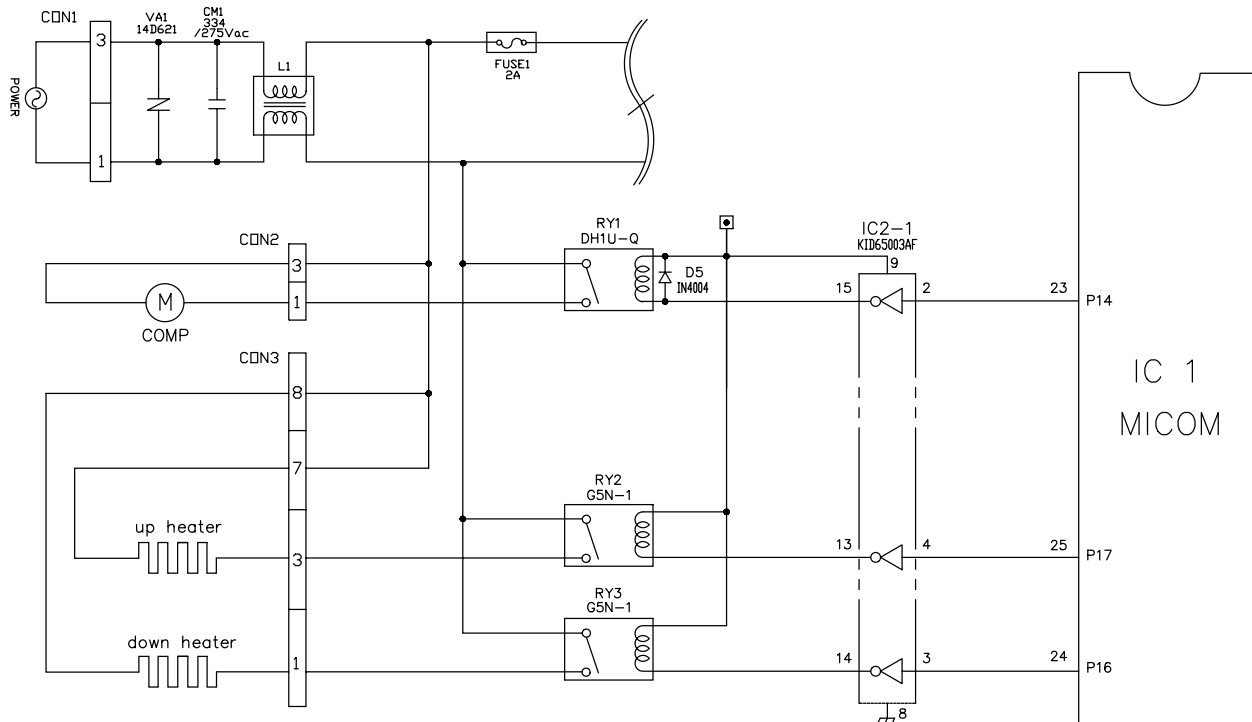 CON1
VA1
14D621
CM1
334
/275Vac
3
L1
FUSE1
2A
POWER
1
CON2
3
1
M
COMP
RY1
DH1U-Q
D5
IN4004
IC2-1
KID65003AF
9
15
2
23
P14
IC 1
MICOM
CON3
8
7
up heater
3
RY2
G5N-1
13
4
25
P17
down heater
1
RY3
G5N-1
14
3
24
P16
8